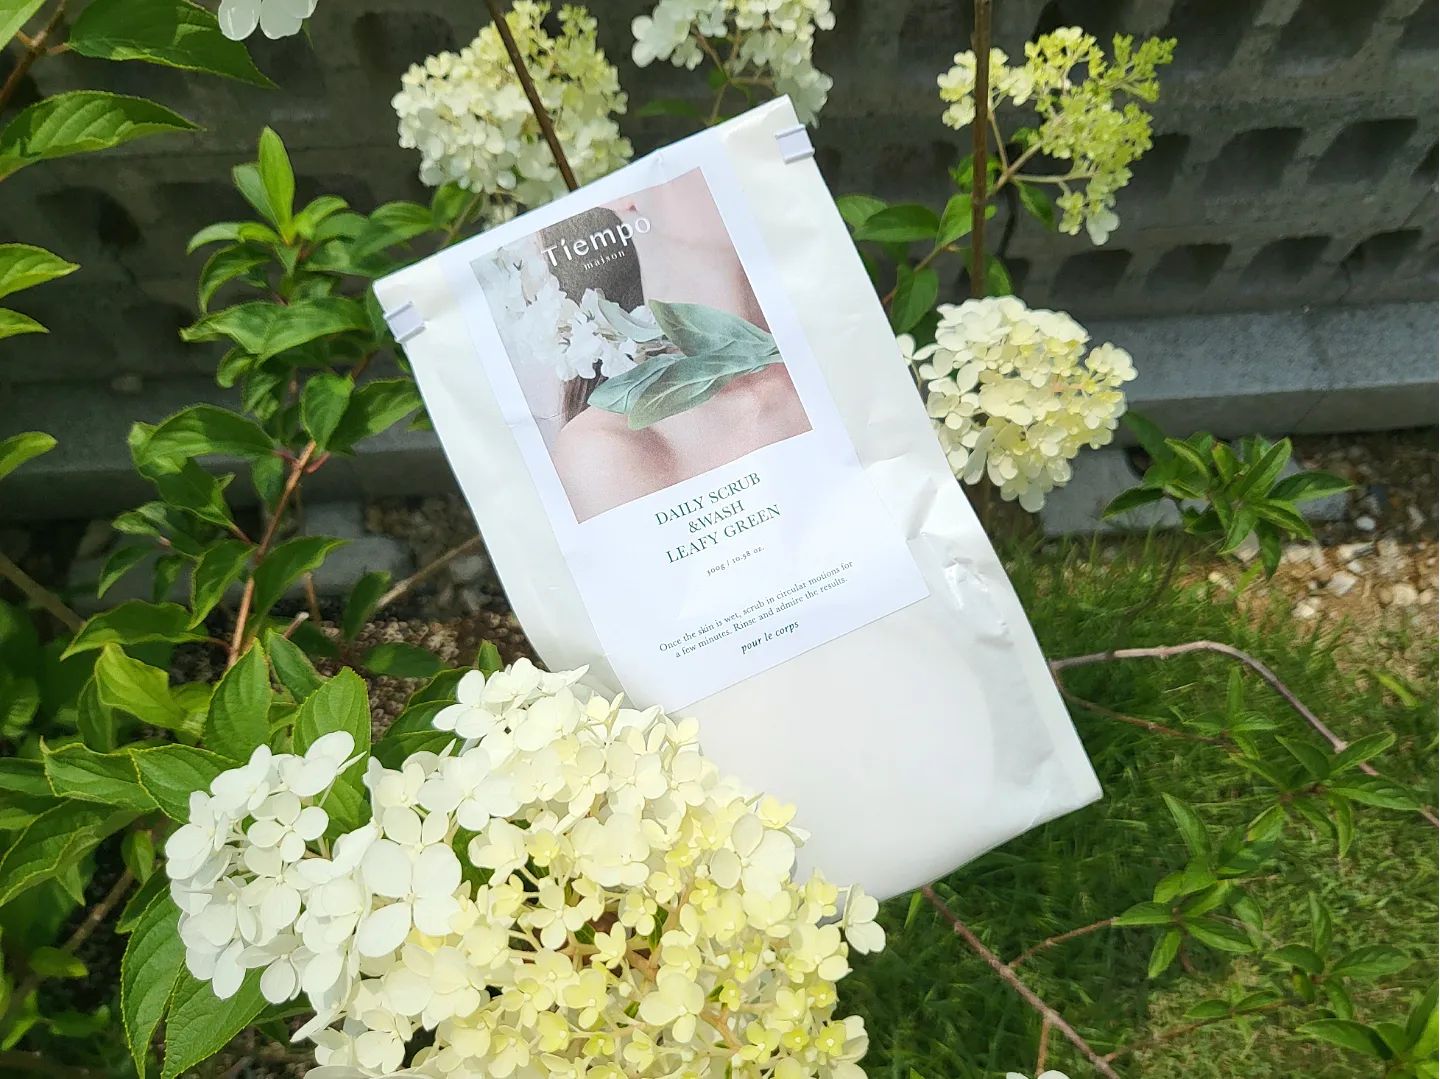 Tiempo
maison
DAILY SCRUB
&WASH
LEAFY GREEN
300g / 10.58 oz.
Once the skin is wet, scrub in circular motions for
a few minutes. Rinse and admire the results.
pour le corps